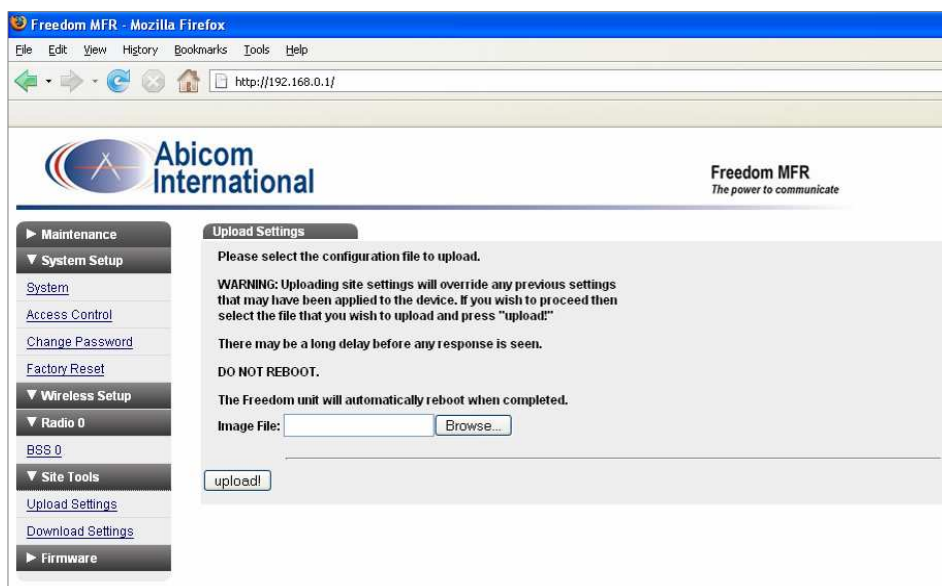 Freedom MFR - Mozilla Firefox
File Edit View History Bookmarks Tools Help
http://192.168.0.1/
Abicom
International
Freedom MFR
The power to communicate
Maintenance
System Setup
System
Access Control
Change Password
Factory Reset
Wireless Setup
Radio 0
BSS 0
Site Tools
Upload Settings
Download Settings
Firmware
Upload Settings
Please select the configuration file to upload.
WARNING: Uploading site settings will override any previous settings
that may have been applied to the device. If you wish to proceed then
select the file that you wish to upload and press "upload!"
There may be a long delay before any response is seen.
DO NOT REBOOT.
The Freedom unit will automatically reboot when completed.
Image File: Browse...
upload!